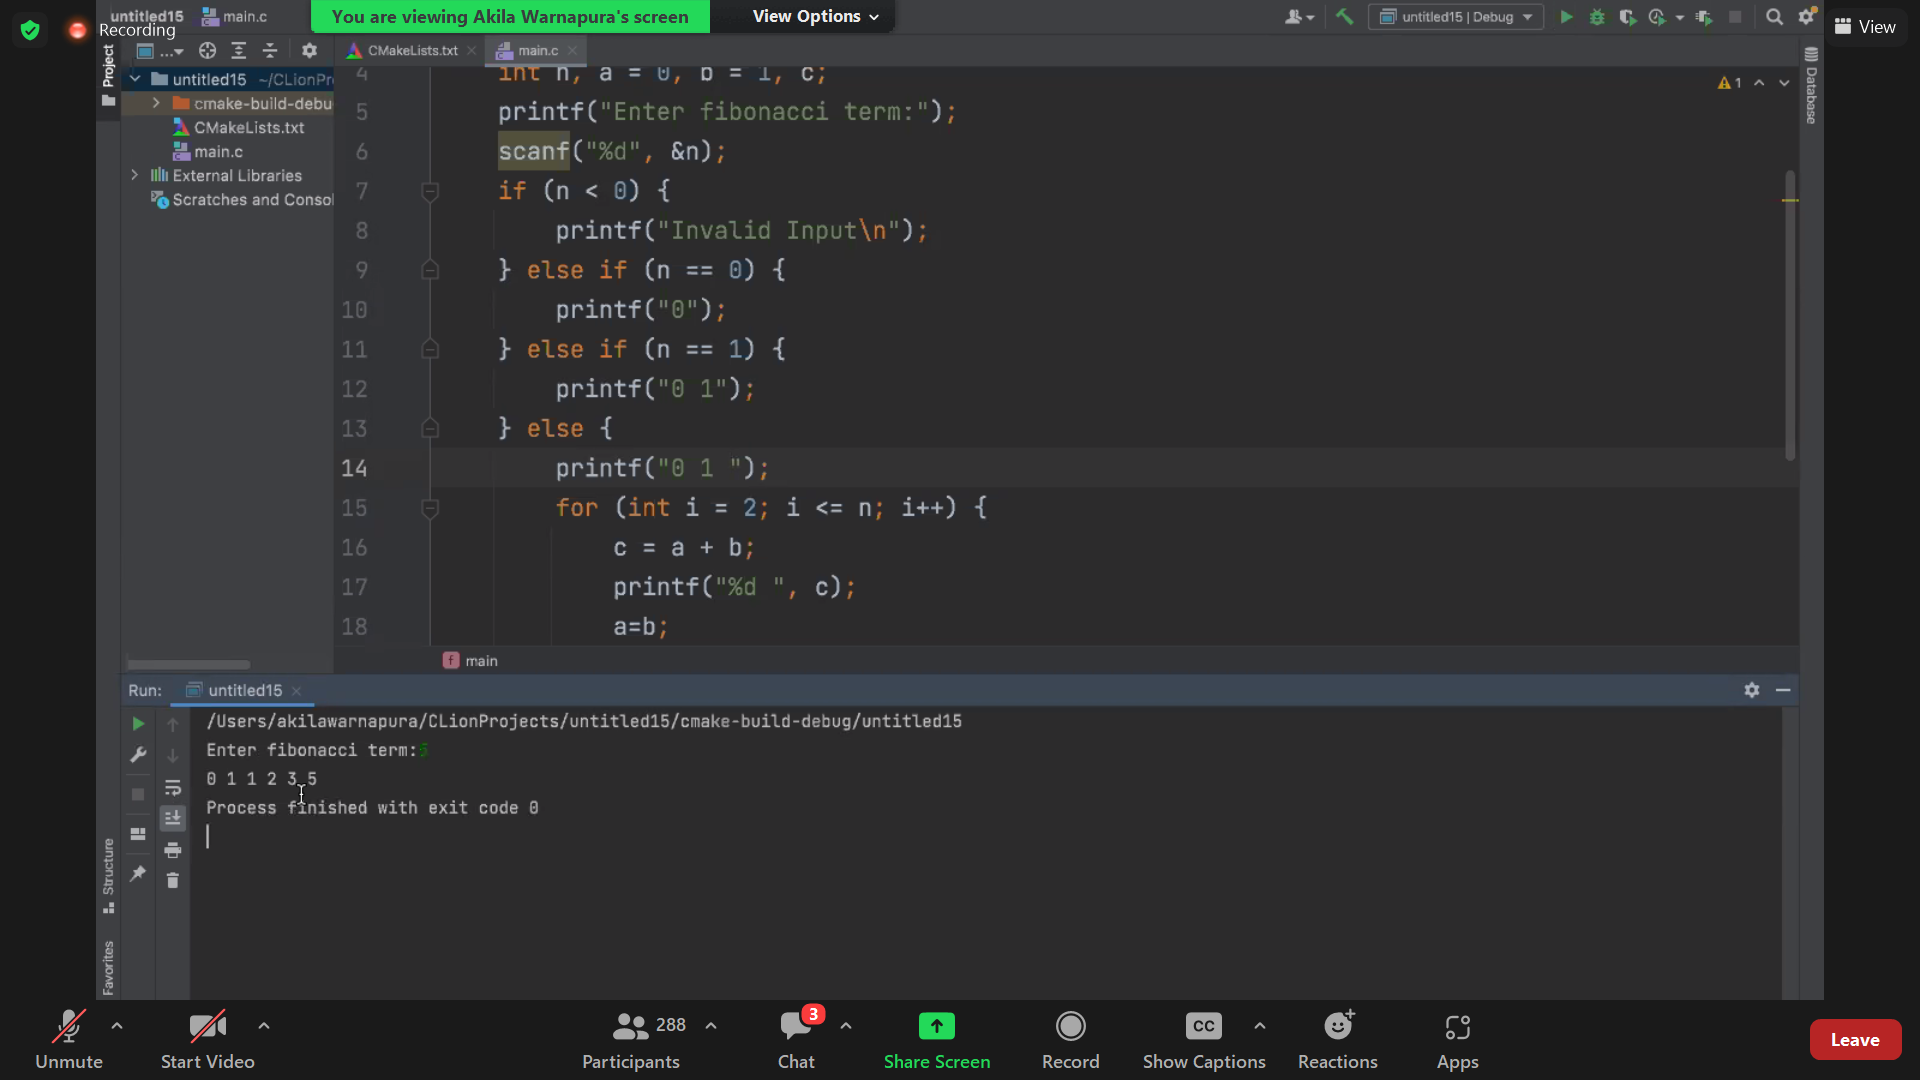 untitled15 main.c
You are viewing Akila Warnapura's screen
View Options
untitled15 | Debug
View
Recording
Project
CMakeLists.txt
main.c
untitled15 ~/CLionPr
cmake-build-debu
CMakeLists.txt
main.c
External Libraries
Scratches and Conso
Database
1
4 int n, a = 0, b = 1, c;
5 printf("Enter fibonacci term:");
6 scanf("%d", &n);
7 if (n < 0) {
8 printf("Invalid Input\n");
9 } else if (n == 0) {
10 printf("0");
11 } else if (n == 1) {
12 printf("0 1");
13 } else {
14 printf("0 1 ");
15 for (int i = 2; i <= n; i++) {
16 c = a + b;
17 printf("%d ", c);
18 a=b;
f main
Run: untitled15
/Users/akilawarnapura/CLionProjects/untitled15/cmake-build-debug/untitled15
Enter fibonacci term:5
0 1 1 2 3 5
Process finished with exit code 0
Structure
Favorites
Unmute
Start Video
288
Participants
3
Chat
Share Screen
Record
CC
Show Captions
Reactions
Apps
Leave